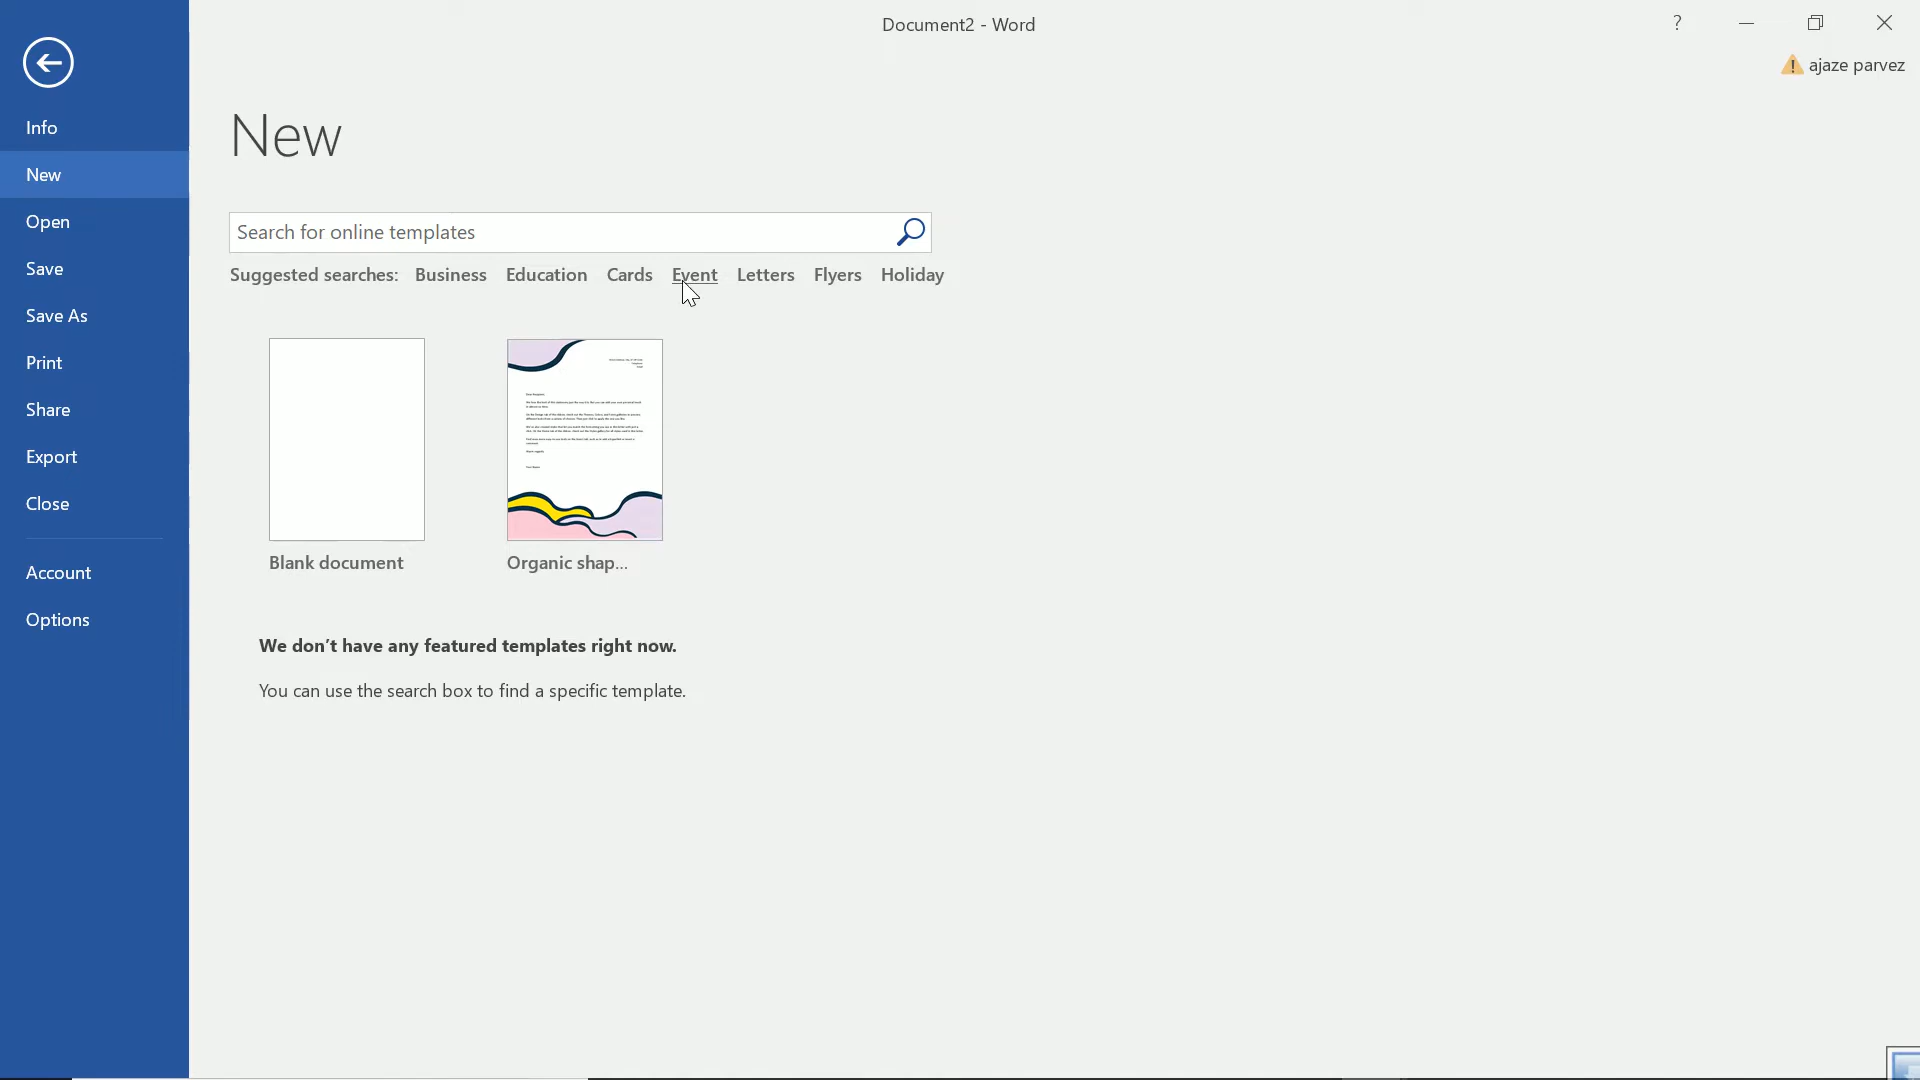 Document2 - Word
?
ajaze parvez
Info
New
Open
Save
Save As
Print
Share
Export
Close
Account
Options
New
Search for online templates
Suggested searches: Business Education Cards Event Letters Flyers Holiday
Blank document
Organic shap...
We don't have any featured templates right now.
You can use the search box to find a specific template.